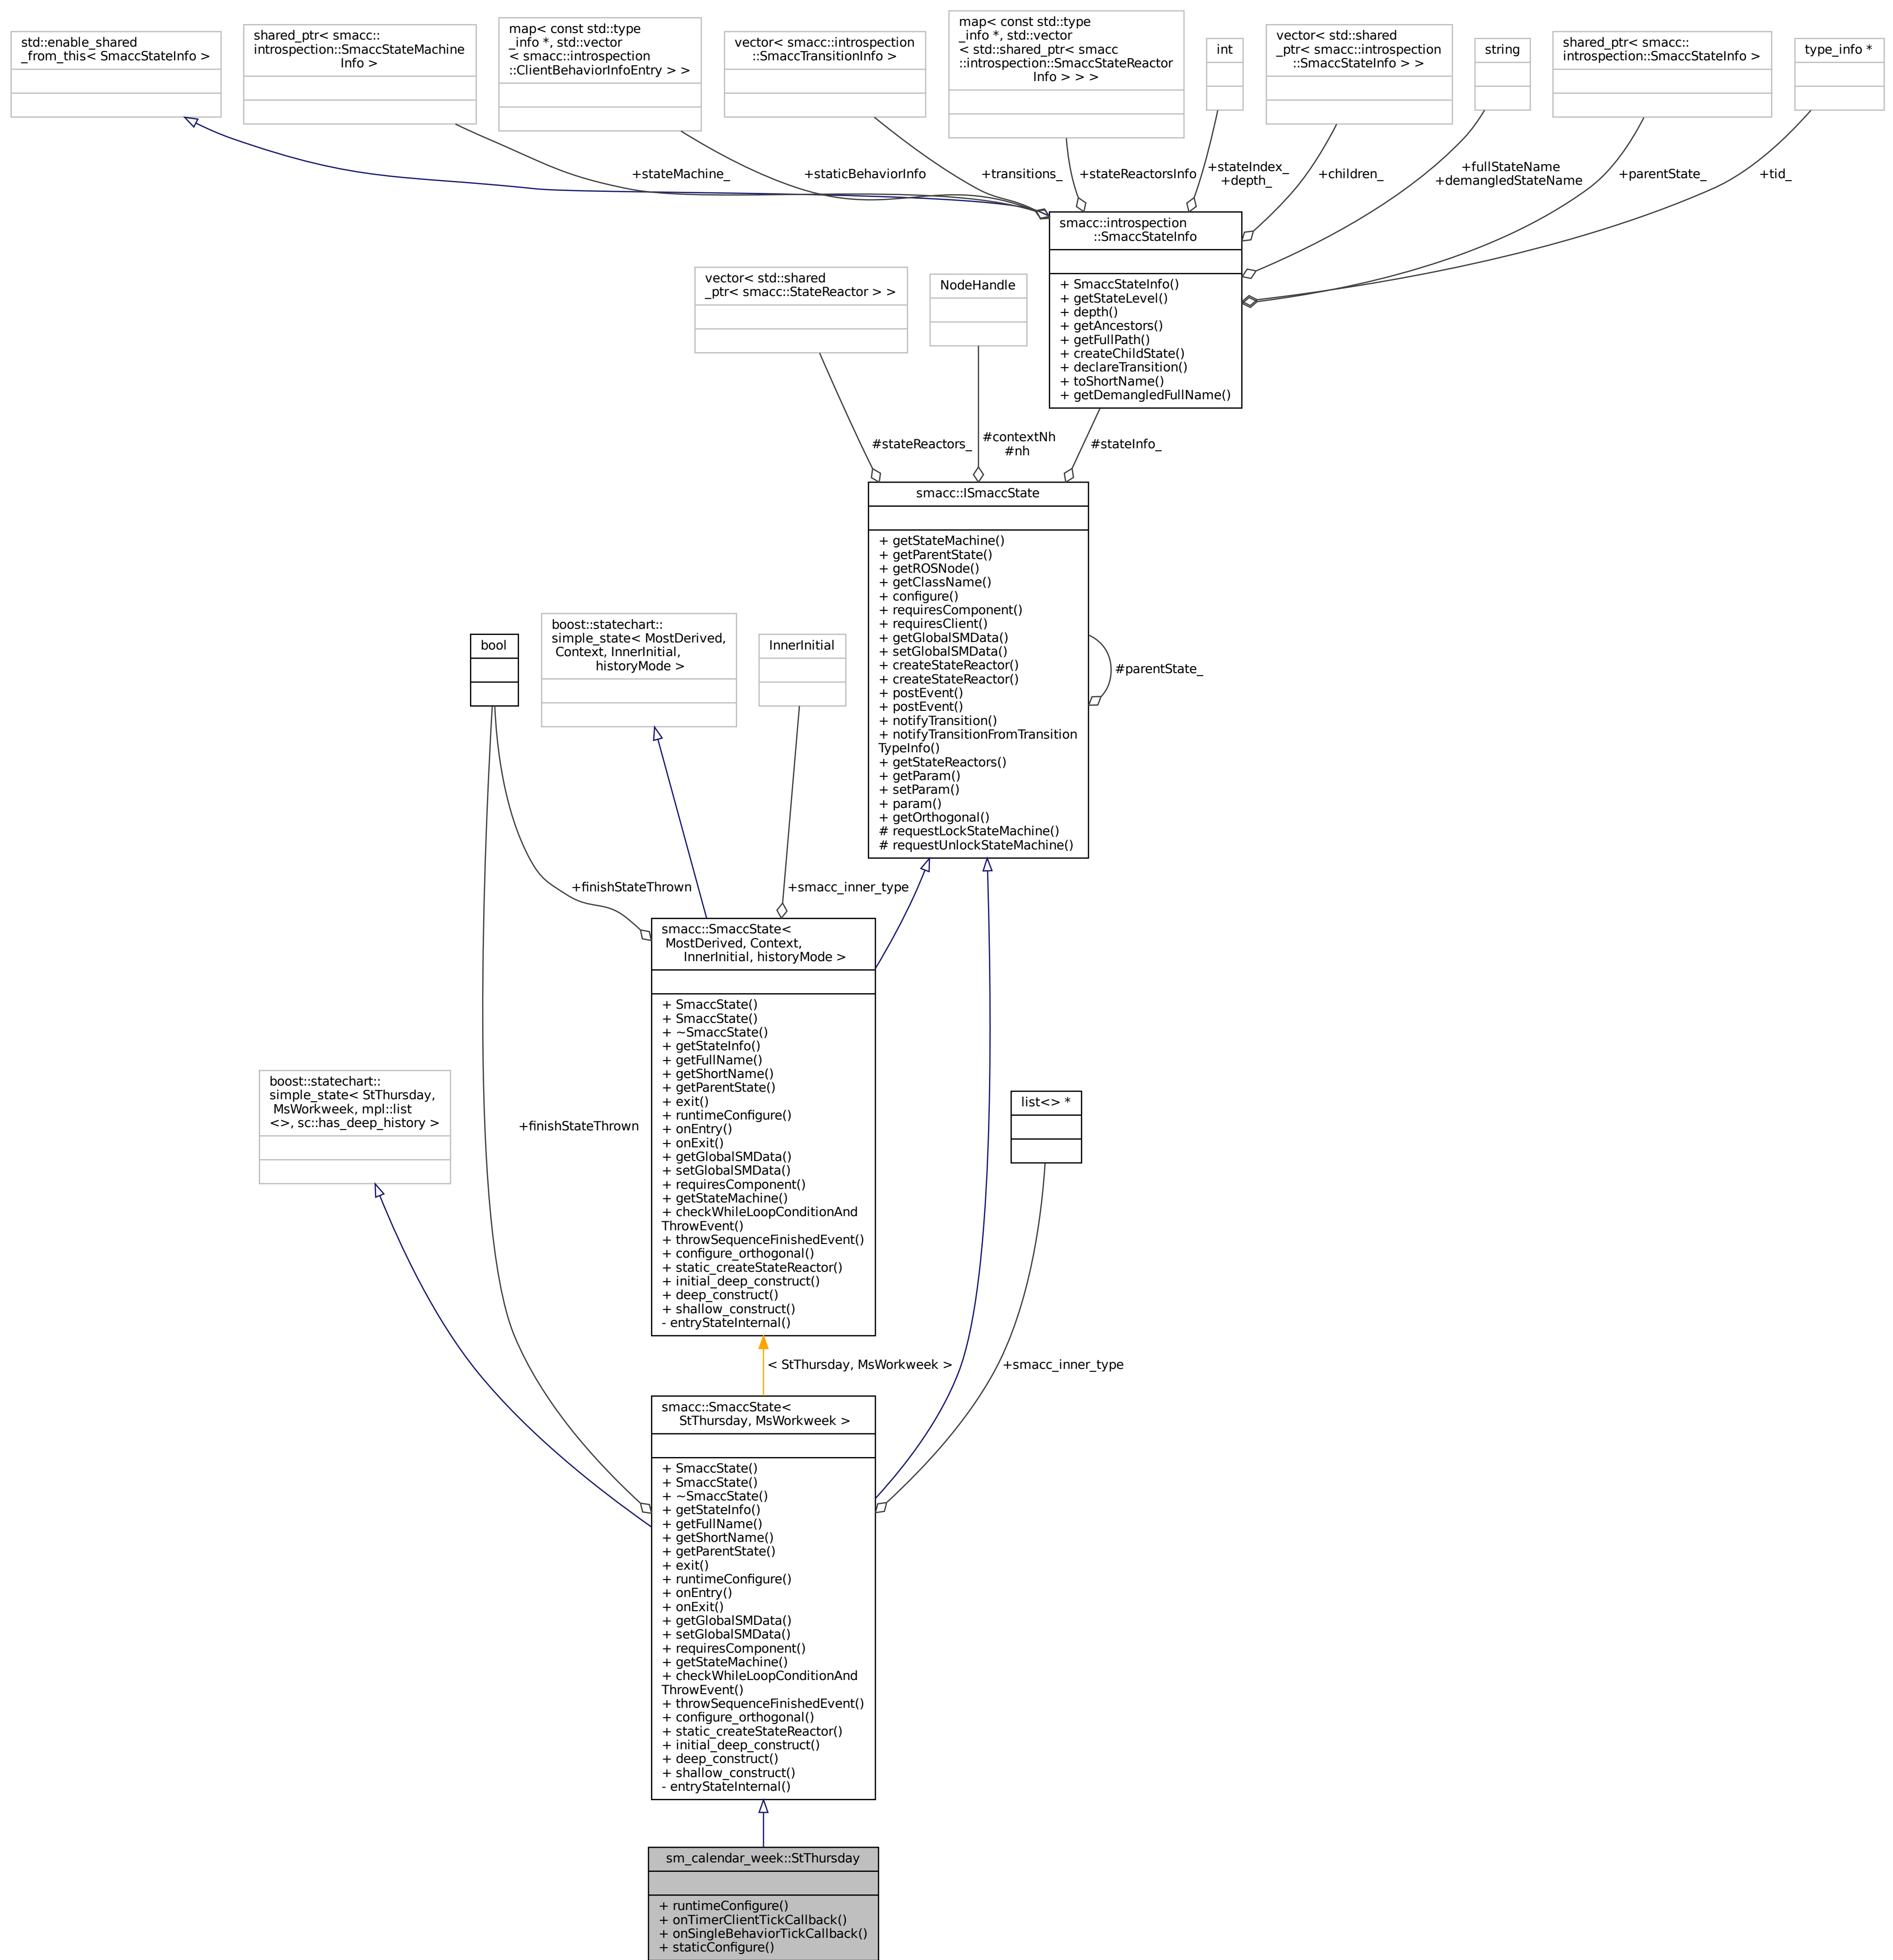 std::enable_shared
_from_this< SmaccStateInfo >
shared_ptr< smacc::
introspection::SmaccStateMachine
Info >
map< const std::type
_info *, std::vector
< smacc::introspection
::ClientBehaviorInfoEntry > >
vector< smacc::introspection
::SmaccTransitionInfo >
map< const std::type
_info *, std::vector
< std::shared_ptr< smacc
::introspection::SmaccStateReactor
Info > > >
int
vector< std::shared
_ptr< smacc::introspection
::SmaccStateInfo > >
string
shared_ptr< smacc::
introspection::SmaccStateInfo >
type_info *
+stateMachine_
+staticBehaviorInfo
+transitions_
+stateReactorsInfo
+stateIndex_
+depth_
+children_
+fullStateName
+demangledStateName
+parentState_
+tid_
smacc::introspection
::SmaccStateInfo
+ SmaccStateInfo()
+ getStateLevel()
+ depth()
+ getAncestors()
+ getFullPath()
+ createChildState()
+ declareTransition()
+ toShortName()
+ getDemangledFullName()
vector< std::shared
_ptr< smacc::StateReactor > >
NodeHandle
#stateReactors_
#contextNh
#nh
#stateInfo_
smacc::ISmaccState
+ getStateMachine()
+ getParentState()
+ getROSNode()
+ getClassName()
+ configure()
+ requiresComponent()
+ requiresClient()
+ getGlobalSMData()
+ setGlobalSMData()
+ createStateReactor()
+ createStateReactor()
+ postEvent()
+ postEvent()
+ notifyTransition()
+ notifyTransitionFromTransition
TypeInfo()
+ getStateReactors()
+ getParam()
+ setParam()
+ param()
+ getOrthogonal()
# requestLockStateMachine()
# requestUnlockStateMachine()
#parentState_
bool
boost::statechart::
simple_state< MostDerived,
Context, InnerInitial,
historyMode >
InnerInitial
+finishStateThrown
+smacc_inner_type
smacc::SmaccState<
MostDerived, Context,
InnerInitial, historyMode >
+ SmaccState()
+ SmaccState()
+ ~SmaccState()
+ getStateInfo()
+ getFullName()
+ getShortName()
+ getParentState()
+ exit()
+ runtimeConfigure()
+ onEntry()
+ onExit()
+ getGlobalSMData()
+ setGlobalSMData()
+ requiresComponent()
+ getStateMachine()
+ checkWhileLoopConditionAnd
ThrowEvent()
+ throwSequenceFinishedEvent()
+ configure_orthogonal()
+ static_createStateReactor()
+ initial_deep_construct()
+ deep_construct()
+ shallow_construct()
- entryStateInternal()
boost::statechart::
simple_state< StThursday,
MsWorkweek, mpl::list
<>, sc::has_deep_history >
+finishStateThrown
list<> *
< StThursday, MsWorkweek >
+smacc_inner_type
smacc::SmaccState<
StThursday, MsWorkweek >
+ SmaccState()
+ SmaccState()
+ ~SmaccState()
+ getStateInfo()
+ getFullName()
+ getShortName()
+ getParentState()
+ exit()
+ runtimeConfigure()
+ onEntry()
+ onExit()
+ getGlobalSMData()
+ setGlobalSMData()
+ requiresComponent()
+ getStateMachine()
+ checkWhileLoopConditionAnd
ThrowEvent()
+ throwSequenceFinishedEvent()
+ configure_orthogonal()
+ static_createStateReactor()
+ initial_deep_construct()
+ deep_construct()
+ shallow_construct()
- entryStateInternal()
sm_calendar_week::StThursday
+ runtimeConfigure()
+ onTimerClientTickCallback()
+ onSingleBehaviorTickCallback()
+ staticConfigure()